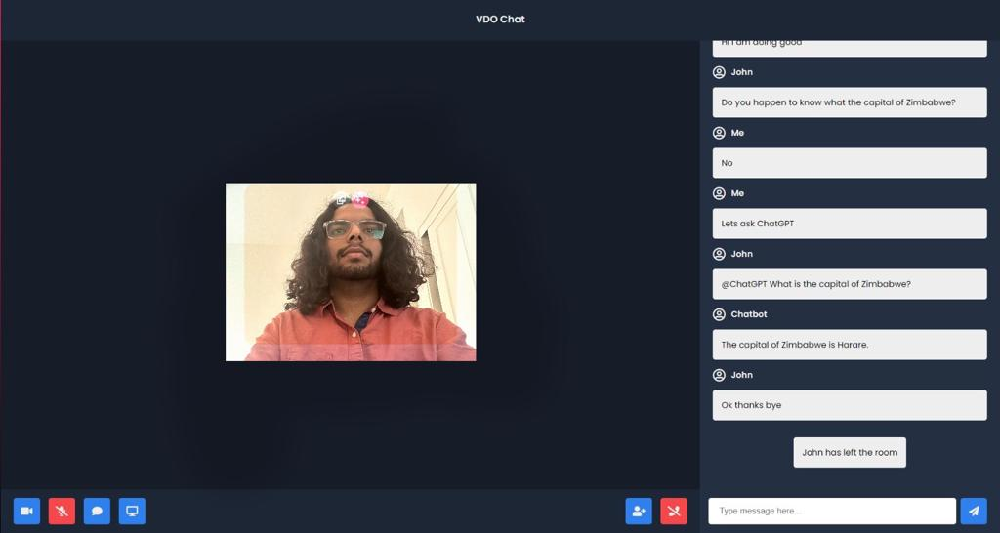 VDO Chat
Hi I am doing good
John
Do you happen to know what the capital of Zimbabwe?
Me
No
Me
Lets ask ChatGPT
John
@ChatGPT What is the capital of Zimbabwe?
Chatbot
The capital of Zimbabwe is Harare.
John
Ok thanks bye
John has left the room
Type message here...